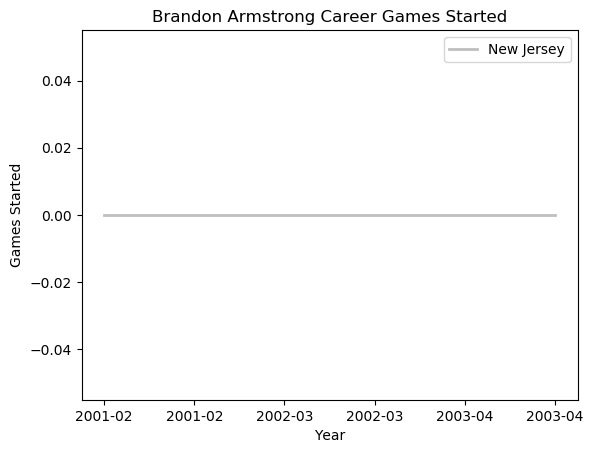 Brandon Armstrong Career Games Started
New Jersey
Games Started
0.04
0.02
0.00
−0.02
−0.04
2001-02 2001-02 2002-03 2002-03 2003-04 2003-04
Year